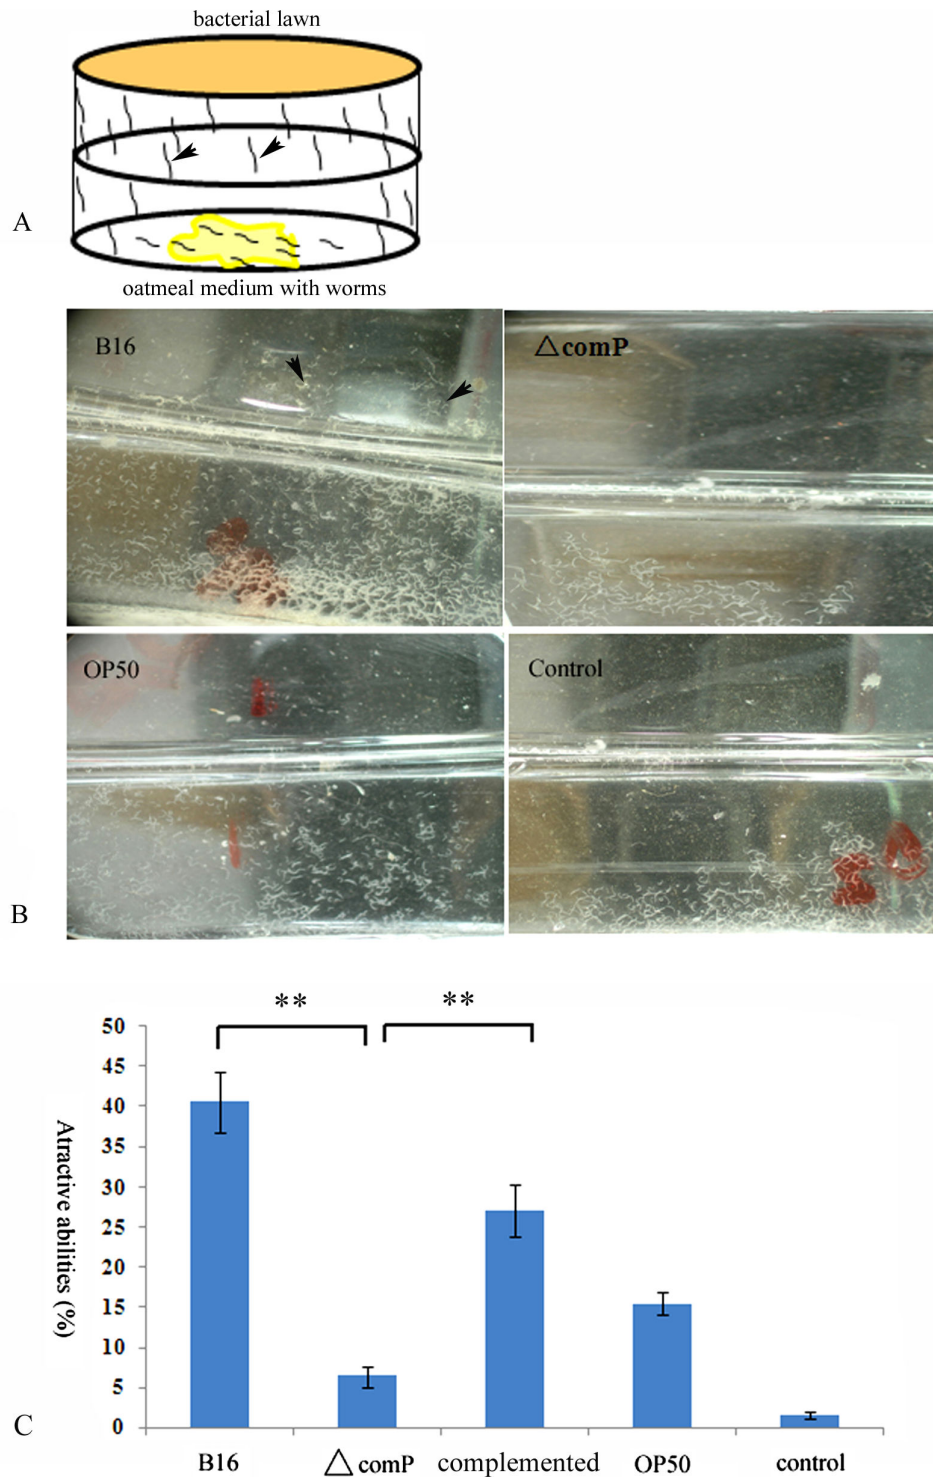 bacterial lawn
A
oatmeal medium with worms
B16
△comP
OP50
Control
B
** **
50
45
40
35
30
25
20
15
10
5
0
Atractive abilities (%)
C
B16 △comP complemented OP50 control